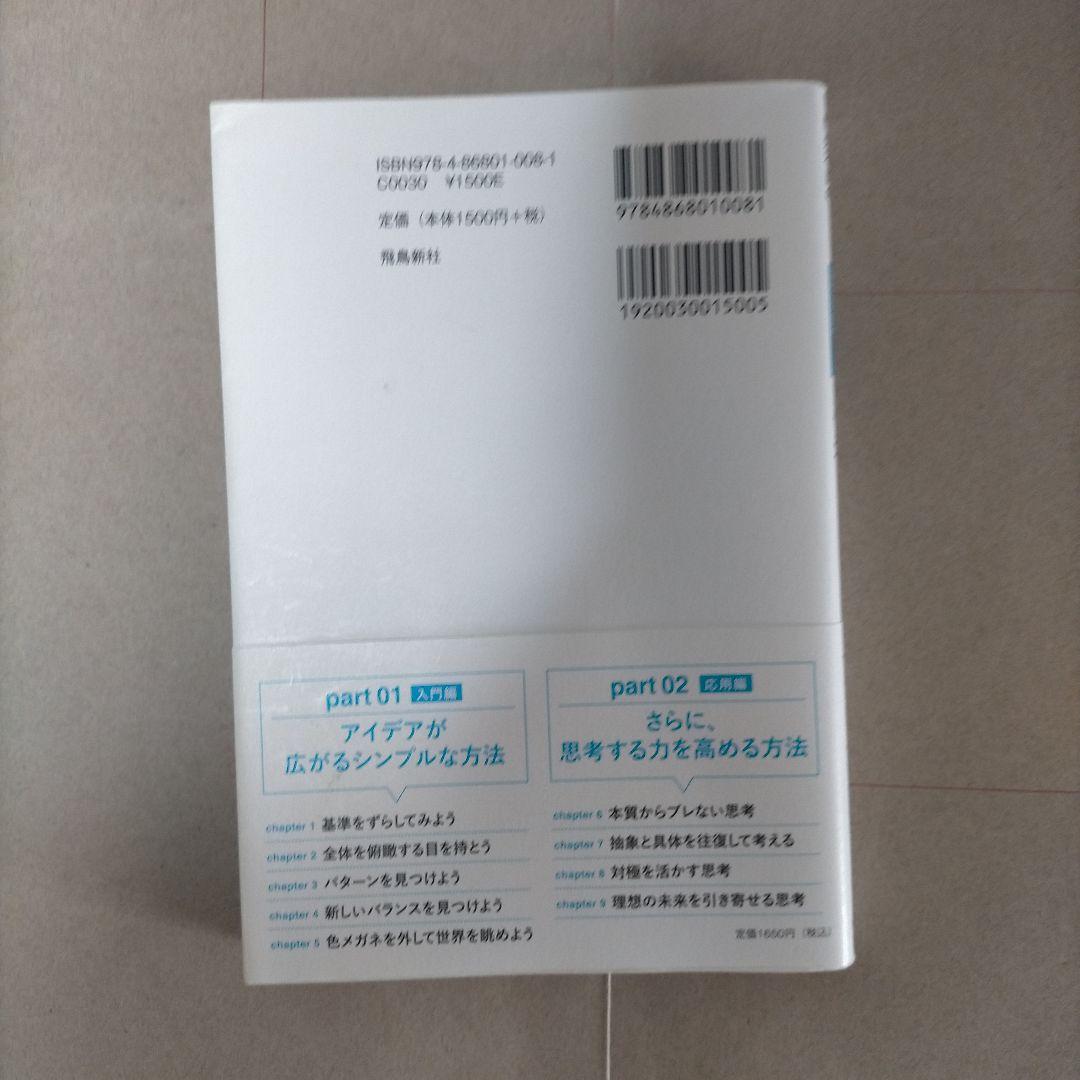 ISBN978-4-86801-008-1
C0030 ¥1500E
定価（本体1500円＋税）
飛鳥新社
9784868010081
1920030015005
part 01 入門編
アイデアが
広がるシンプルな方法
chapter 1 基準をずらしてみよう
chapter 2 全体を俯瞰する目を持とう
chapter 3 パターンを見つけよう
chapter 4 新しいバランスを見つけよう
chapter 5 色メガネを外して世界を眺めよう
part 02 応用編
さらに、
思考する力を高める方法
chapter 6 本質からブレない思考
chapter 7 抽象と具体を往復して考える
chapter 8 対極を活かす思考
chapter 9 理想の未来を引き寄せる思考
定価1650円（税込）